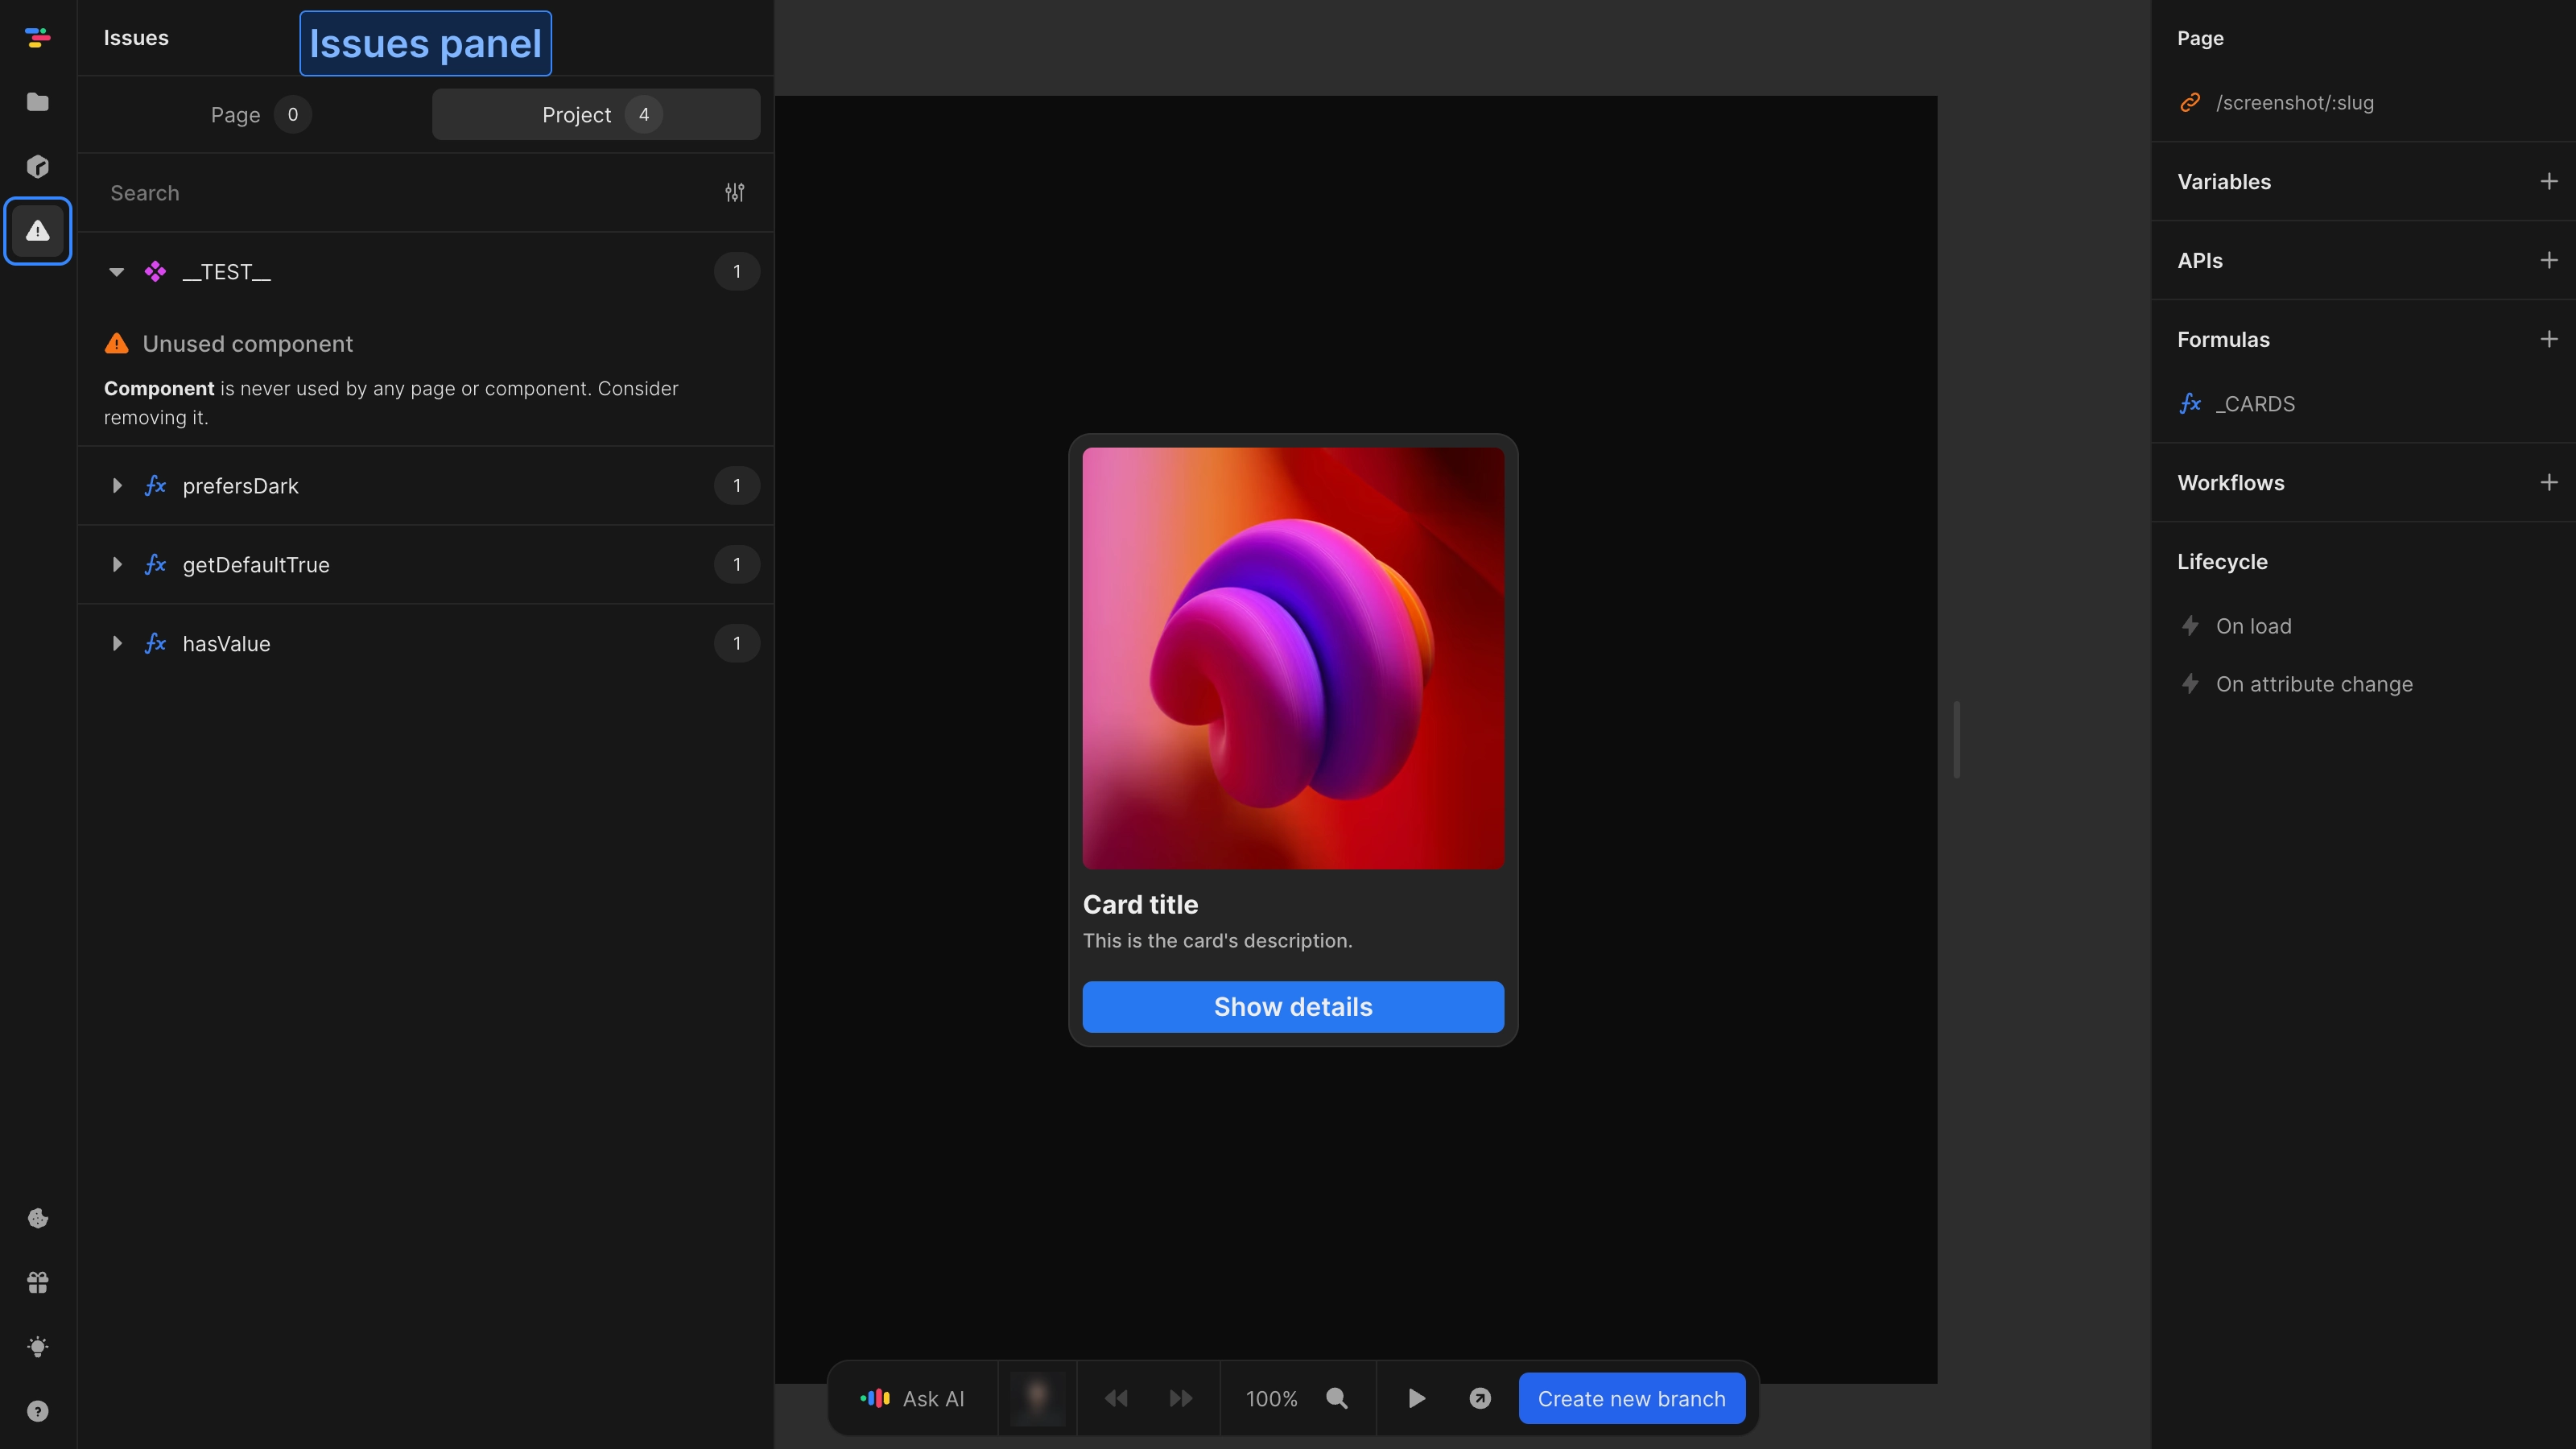 Issues
Issues panel
Page 0
Project 4
Search
__TEST__ 1
Unused component
Component is never used by any page or component. Consider
removing it.
prefersDark 1
getDefaultTrue 1
hasValue 1
Card title
This is the card's description.
Show details
Ask AI
100%
Create new branch
Page
/screenshot/:slug
Variables
APIs
Formulas
fx _CARDS
Workflows
Lifecycle
On load
On attribute change